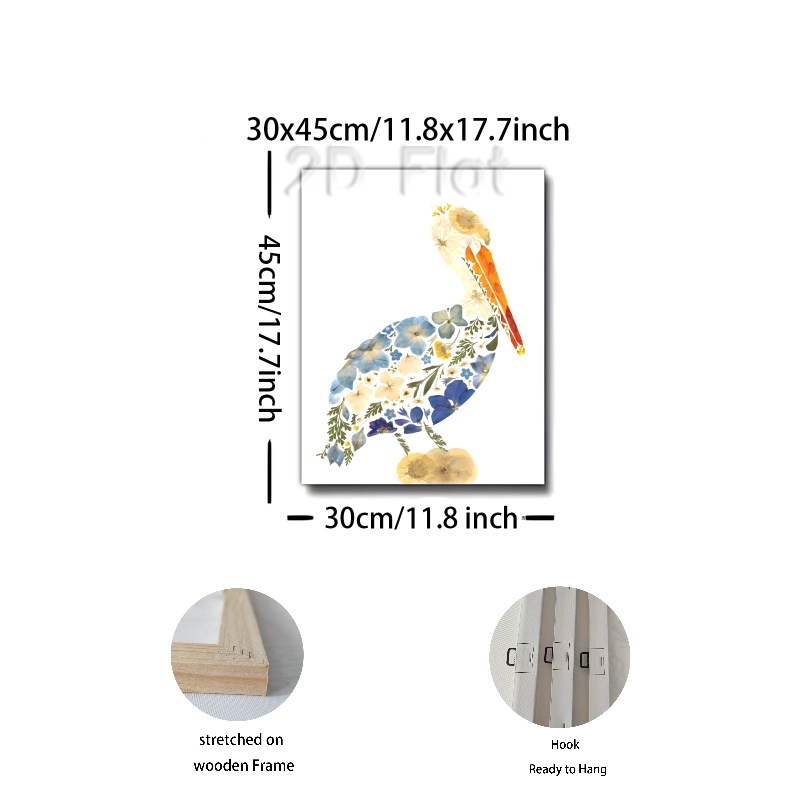 30x45cm/11.8x17.7inch
2D Flat
45cm/17.7inch
30cm/11.8 inch
stretched on
wooden Frame
Hook
Ready to Hang